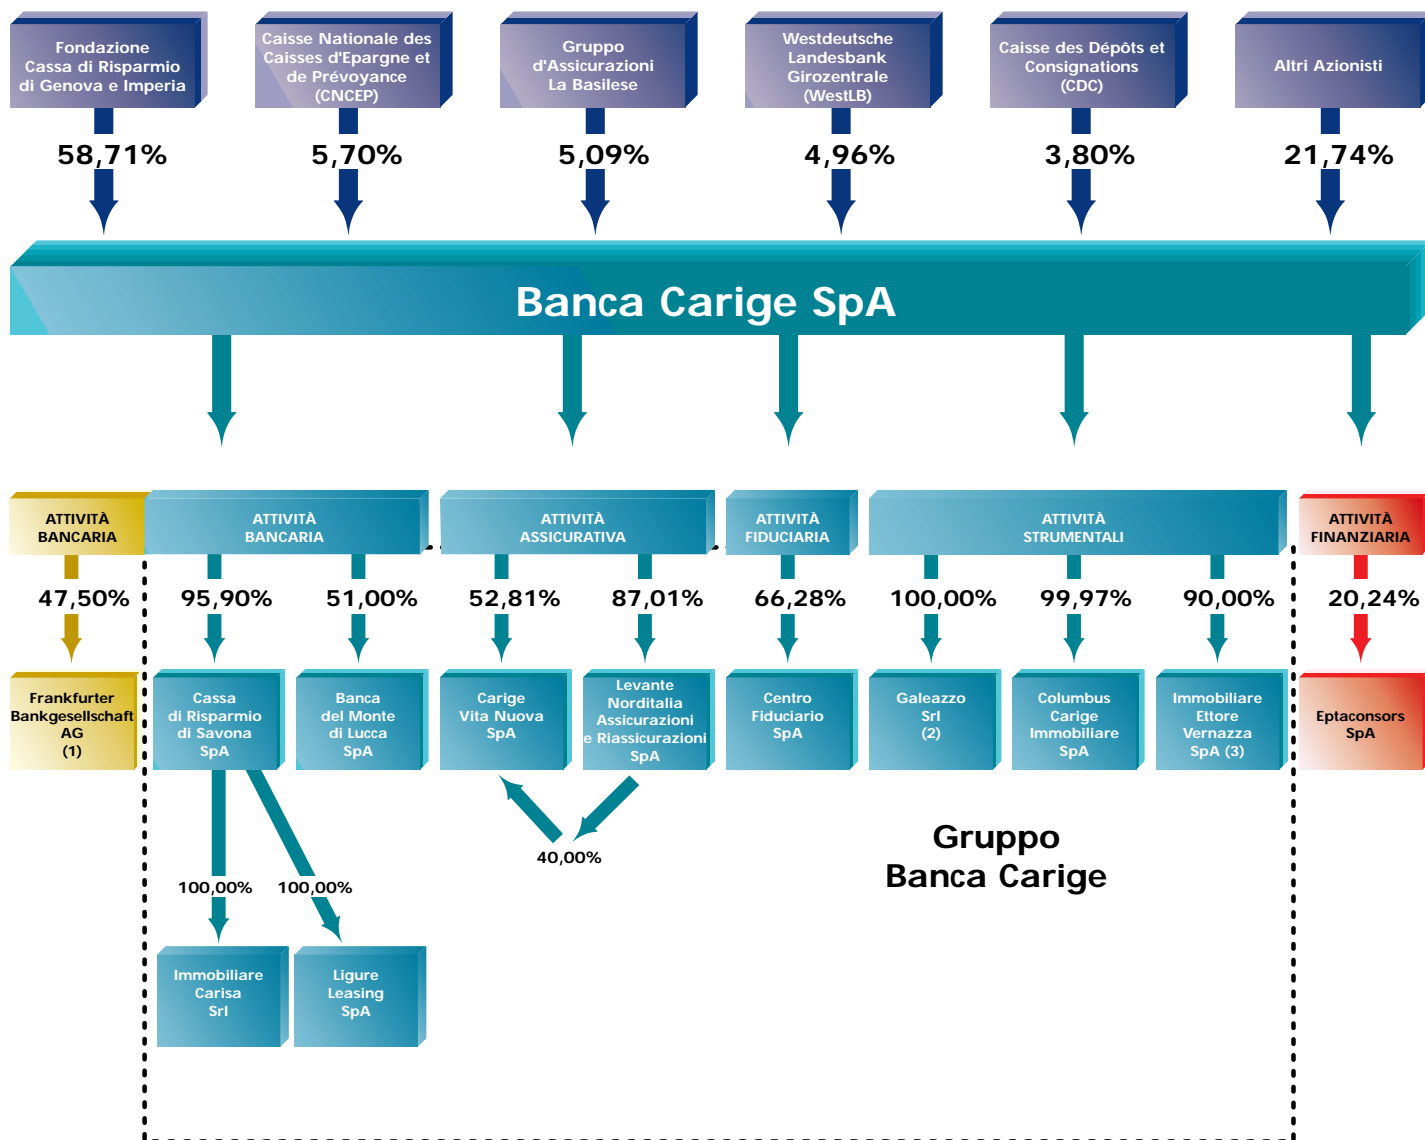 Fondazione
Cassa di Risparmio
di Genova e Imperia
Caisse Nationale des
Caisses d'Epargne et
de Prévoyance
(CNCEP)
Gruppo
d'Assicurazioni
La Basilese
Westdeutsche
Landesbank
Girozentrale
(WestLB)
Caisse des Dépôts et
Consignations
(CDC)
Altri Azionisti
58,71%
5,70%
5,09%
4,96%
3,80%
21,74%
Banca Carige SpA
ATTIVITÀ
BANCARIA
ATTIVITÀ
BANCARIA
ATTIVITÀ
ASSICURATIVA
ATTIVITÀ
FIDUCIARIA
ATTIVITÀ
STRUMENTALI
ATTIVITÀ
FINANZIARIA
47,50%
95,90%
51,00%
52,81%
87,01%
66,28%
100,00%
99,97%
90,00%
20,24%
Frankfurter
Bankgesellschaft
AG
(1)
Cassa
di Risparmio
di Savona
SpA
Banca
del Monte
di Lucca
SpA
Carige
Vita Nuova
SpA
Levante
Norditalia
Assicurazioni
e Riassicurazioni
SpA
Centro
Fiduciario
SpA
Galeazzo
Srl
(2)
Columbus
Carige
Immobiliare
SpA
Immobiliare
Ettore
Vernazza
SpA (3)
Eptaconsors
SpA
40,00%
Gruppo
Banca Carige
100,00%
100,00%
Immobiliare
Carisa
Srl
Ligure
Leasing
SpA